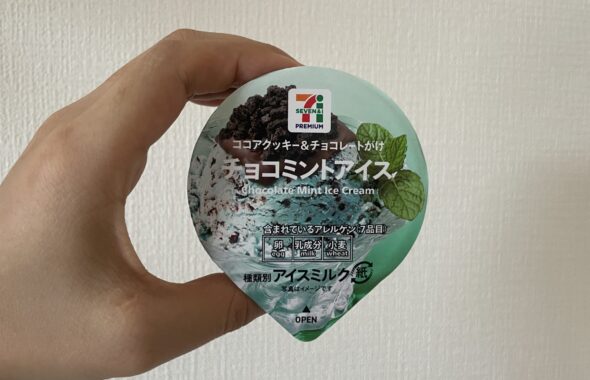 SEVEN&i
PREMIUM
ココアクッキー&チョコレートがけ
チョコミントアイス
Chocolate Mint Ice Cream
含まれているアレルゲン(7品目)
卵 乳成分 小麦
egg milk wheat
種類別 アイスミルク 紙
写真はイメージです
OPEN